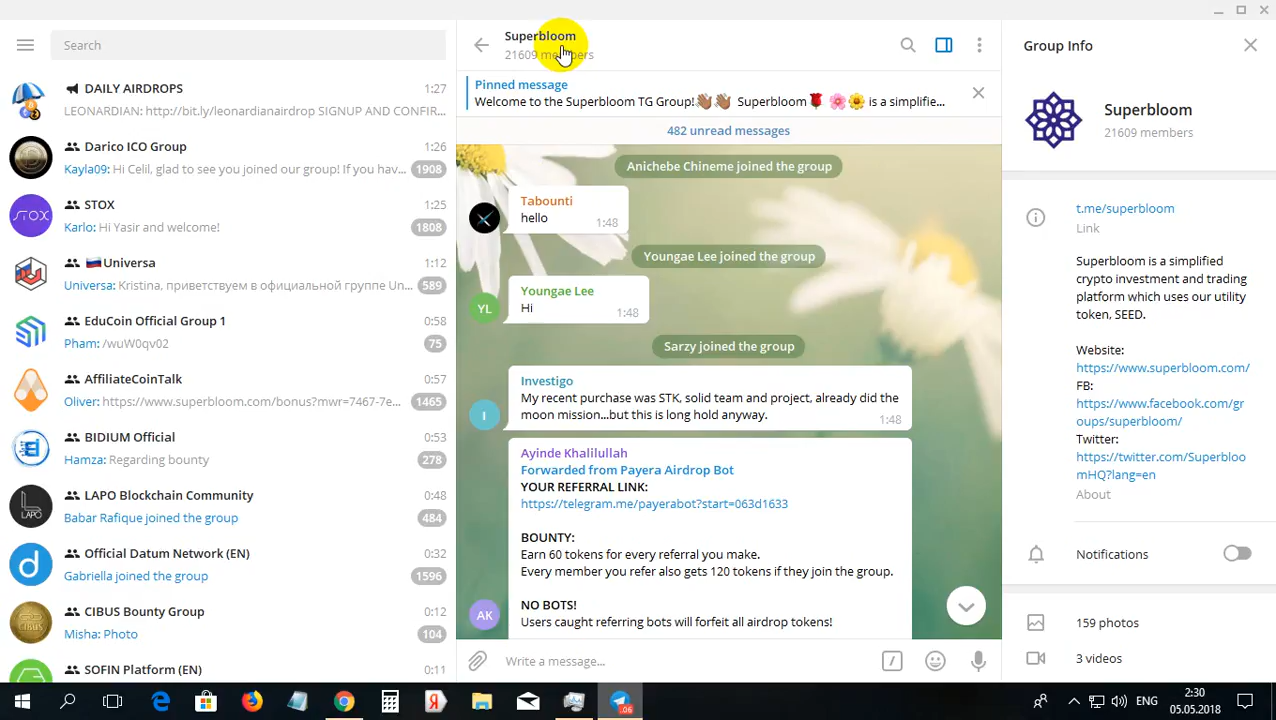 Search
DAILY AIRDROPS
1:27
LEONARDIAN: http://bit.ly/leonardianairdrop SIGNUP AND CONFIR...
Darico ICO Group
1:26
Kayla09: Hi Celil, glad to see you joined our group! If you hav...
1908
STOX
1:25
Karlo: Hi Yasir and welcome!
1808
Universa
1:12
Universa: Kristina, приветствуем в официальной группе Un...
589
EduCoin Official Group 1
0:58
Pham: /wuW0qv02
75
AffiliateCoinTalk
0:57
Oliver: https://www.superbloom.com/bonus?mwr=7467-7e...
1465
BIDIUM Official
0:53
Hamza: Regarding bounty
278
LAPO Blockchain Community
0:48
Babar Rafique joined the group
484
Official Datum Network (EN)
0:32
Gabriella joined the group
1596
CIBUS Bounty Group
0:12
Misha: Photo
104
SOFIN Platform (EN)
0:11
STOX
LAPO
CIBUS
Superbloom
21609 members
Pinned message
Welcome to the Superbloom TG Group!👋🏽👋🏽 Superbloom🌹🌸🌼 is a simplifie...
482 unread messages
Anichebe Chineme joined the group
Tabounti
hello
1:48
Youngae Lee joined the group
YL
Youngae Lee
Hi
1:48
Sarzy joined the group
I
Investigo
My recent purchase was STK, solid team and project, already did the
moon mission...but this is long hold anyway.
1:48
AK
Ayinde Khalilullah
Forwarded from Payera Airdrop Bot
YOUR REFERRAL LINK:
https://telegram.me/payerabot?start=063d1633
BOUNTY:
Earn 60 tokens for every referral you make.
Every member you refer also gets 120 tokens if they join the group.
NO BOTS!
Users caught referring bots will forfeit all airdrop tokens!
Write a message...
Group Info
Superbloom
21609 members
t.me/superbloom
Link
Superbloom is a simplified
crypto investment and trading
platform which uses our utility
token, SEED.
Website:
https://www.superbloom.com/
FB:
https://www.facebook.com/gr
oups/superbloom/
Twitter:
https://twitter.com/Superbloo
mHQ?lang=en
About
Notifications
159 photos
3 videos
Я
.06
ENG
2:30
05.05.2018